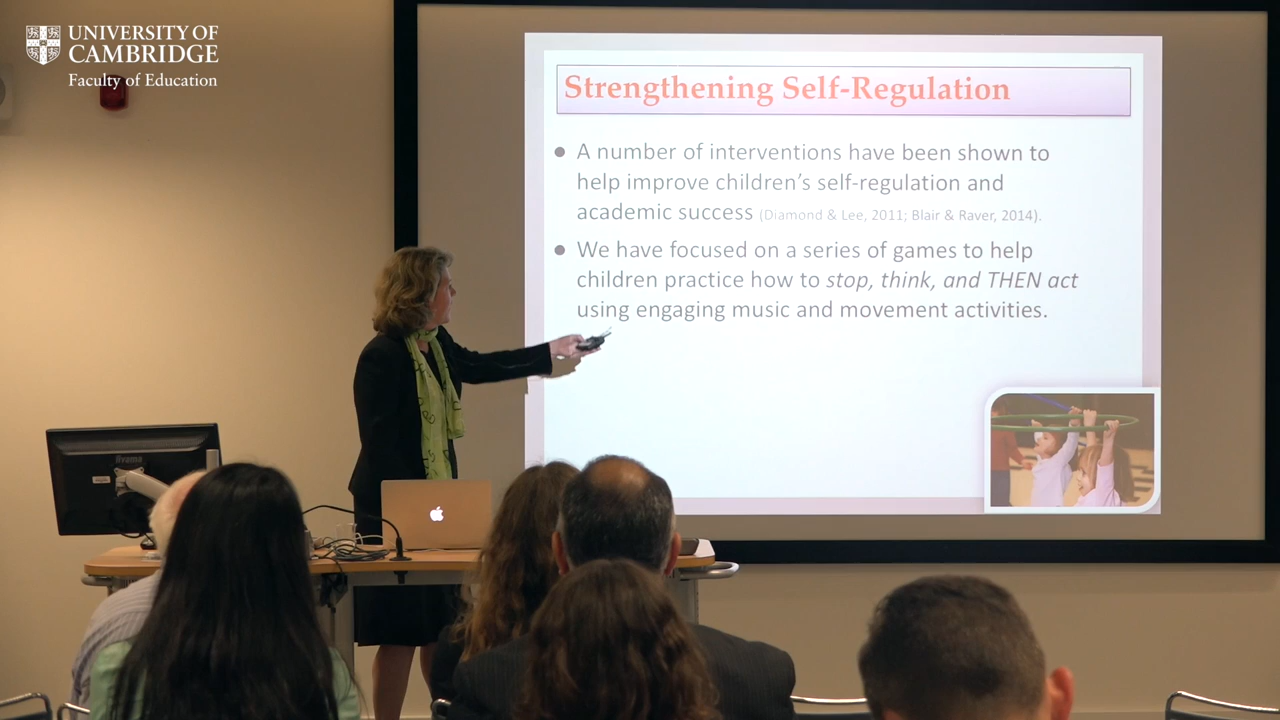 UNIVERSITY OF
CAMBRIDGE
Faculty of Education
Strengthening Self-Regulation
A number of interventions have been shown to
help improve children’s self-regulation and
academic success (Diamond & Lee, 2011; Blair & Raver, 2014).
We have focused on a series of games to help
children practice how to stop, think, and THEN act
using engaging music and movement activities.
iiyama